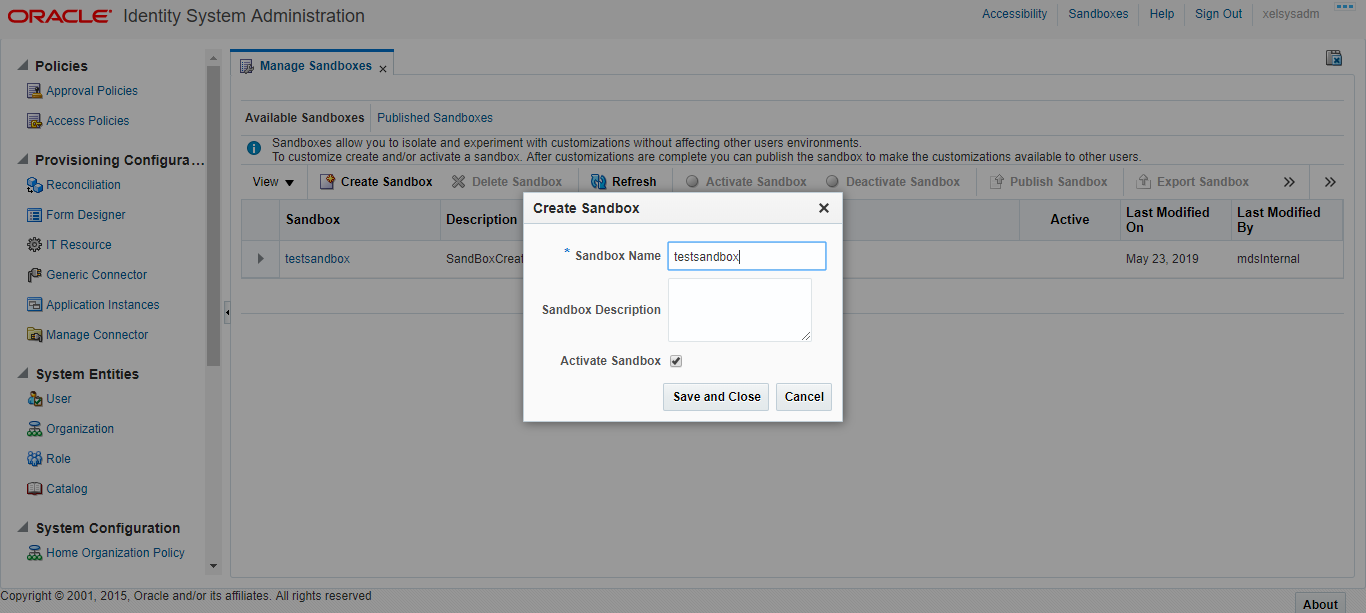 ORACLE® Identity System Administration
Accessibility Sandboxes Help Sign Out xelsysadm
Policies
Approval Policies
Access Policies
Provisioning Configura...
Reconciliation
Form Designer
IT Resource
Generic Connector
Application Instances
Manage Connector
System Entities
User
Organization
Role
Catalog
System Configuration
Home Organization Policy
Manage Sandboxes
Available Sandboxes Published Sandboxes
Sandboxes allow you to isolate and experiment with customizations without affecting other users environments.
To customize create and/or activate a sandbox. After customizations are complete you can publish the sandbox to make the customizations available to other users.
View Create Sandbox Delete Sandbox Refresh Activate Sandbox Deactivate Sandbox Publish Sandbox Export Sandbox
Sandbox Description Active Last Modified On Last Modified By
testsandbox SandBoxCreat May 23, 2019 mdsInternal
Create Sandbox
* Sandbox Name testsandbox
Sandbox Description
Activate Sandbox
Save and Close Cancel
Copyright © 2001, 2015, Oracle and/or its affiliates. All rights reserved
About